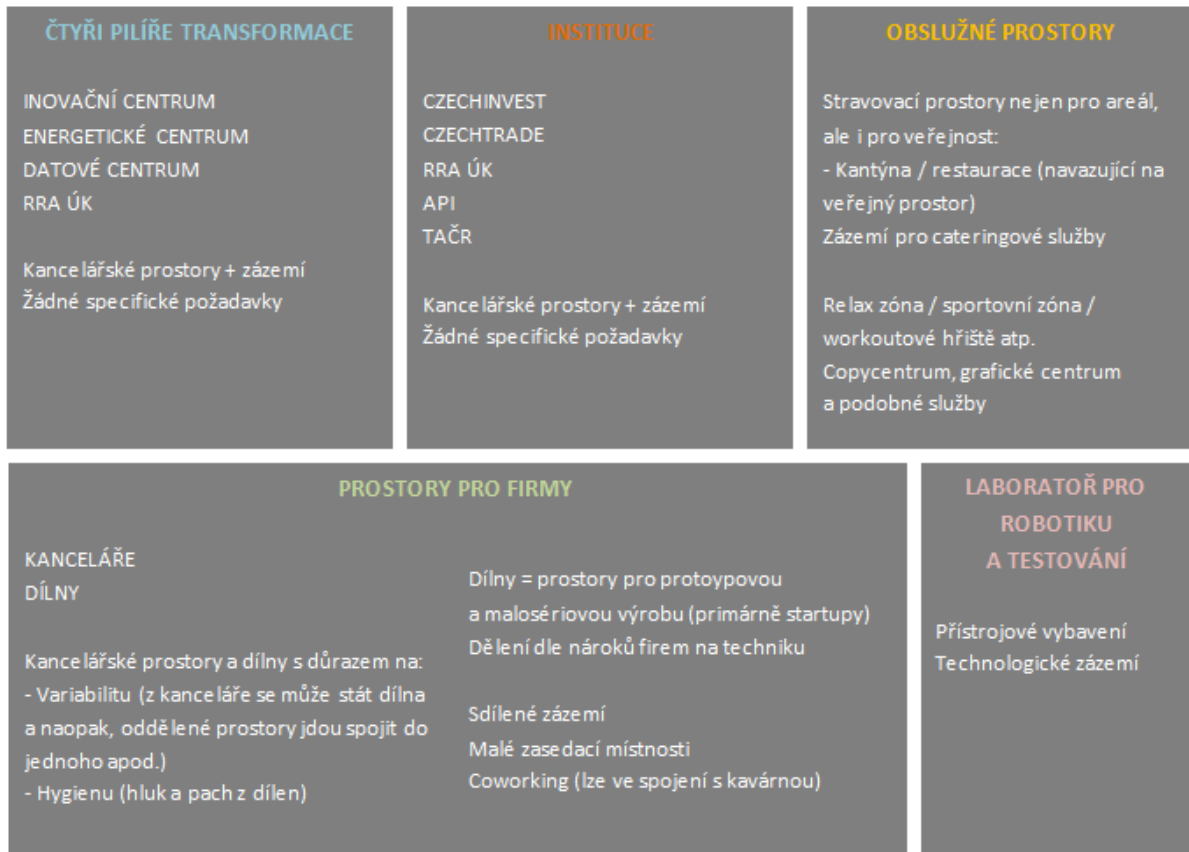 ČTYŘI PILÍŘE TRANSFORMACE
INOVAČNÍ CENTRUM
ENERGETICKÉ CENTRUM
DATOVÉ CENTRUM
RRA ÚK
Kancelářské prostory + zázemí
Žádné specifické požadavky
INSTITUCE
CZECHINVEST
CZECHTRADE
RRA ÚK
API
TAČR
Kancelářské prostory + zázemí
Žádné specifické požadavky
OBSLUŽNÉ PROSTORY
Stravovací prostory nejen pro areál,
ale i pro veřejnost:
- Kantýna / restaurace (navazující na
veřejný prostor)
Zázemí pro cateringové služby
Relax zóna / sportovní zóna /
workoutové hřiště atp.
Copycentrum, grafické centrum
a podobné služby
PROSTORY PRO FIRMY
KANCELÁŘE
DÍLNY
Kancelářské prostory a dílny s důrazem na:
- Variabilitu (z kanceláře se může stát dílna
a naopak, oddělené prostory jdou spojit do
jednoho apod.)
- Hygienu (hluk a pach z dílen)
Dílny = prostory pro protoypovou
a malosériovou výrobu (primárně startupy)
Dělení dle nároků firem na techniku
Sdílené zázemí
Malé zasedací místnosti
Coworking (lze ve spojení s kavárnou)
LABORATOŘ PRO
ROBOTIKU
A TESTOVÁNÍ
Přístrojové vybavení
Technologické zázemí